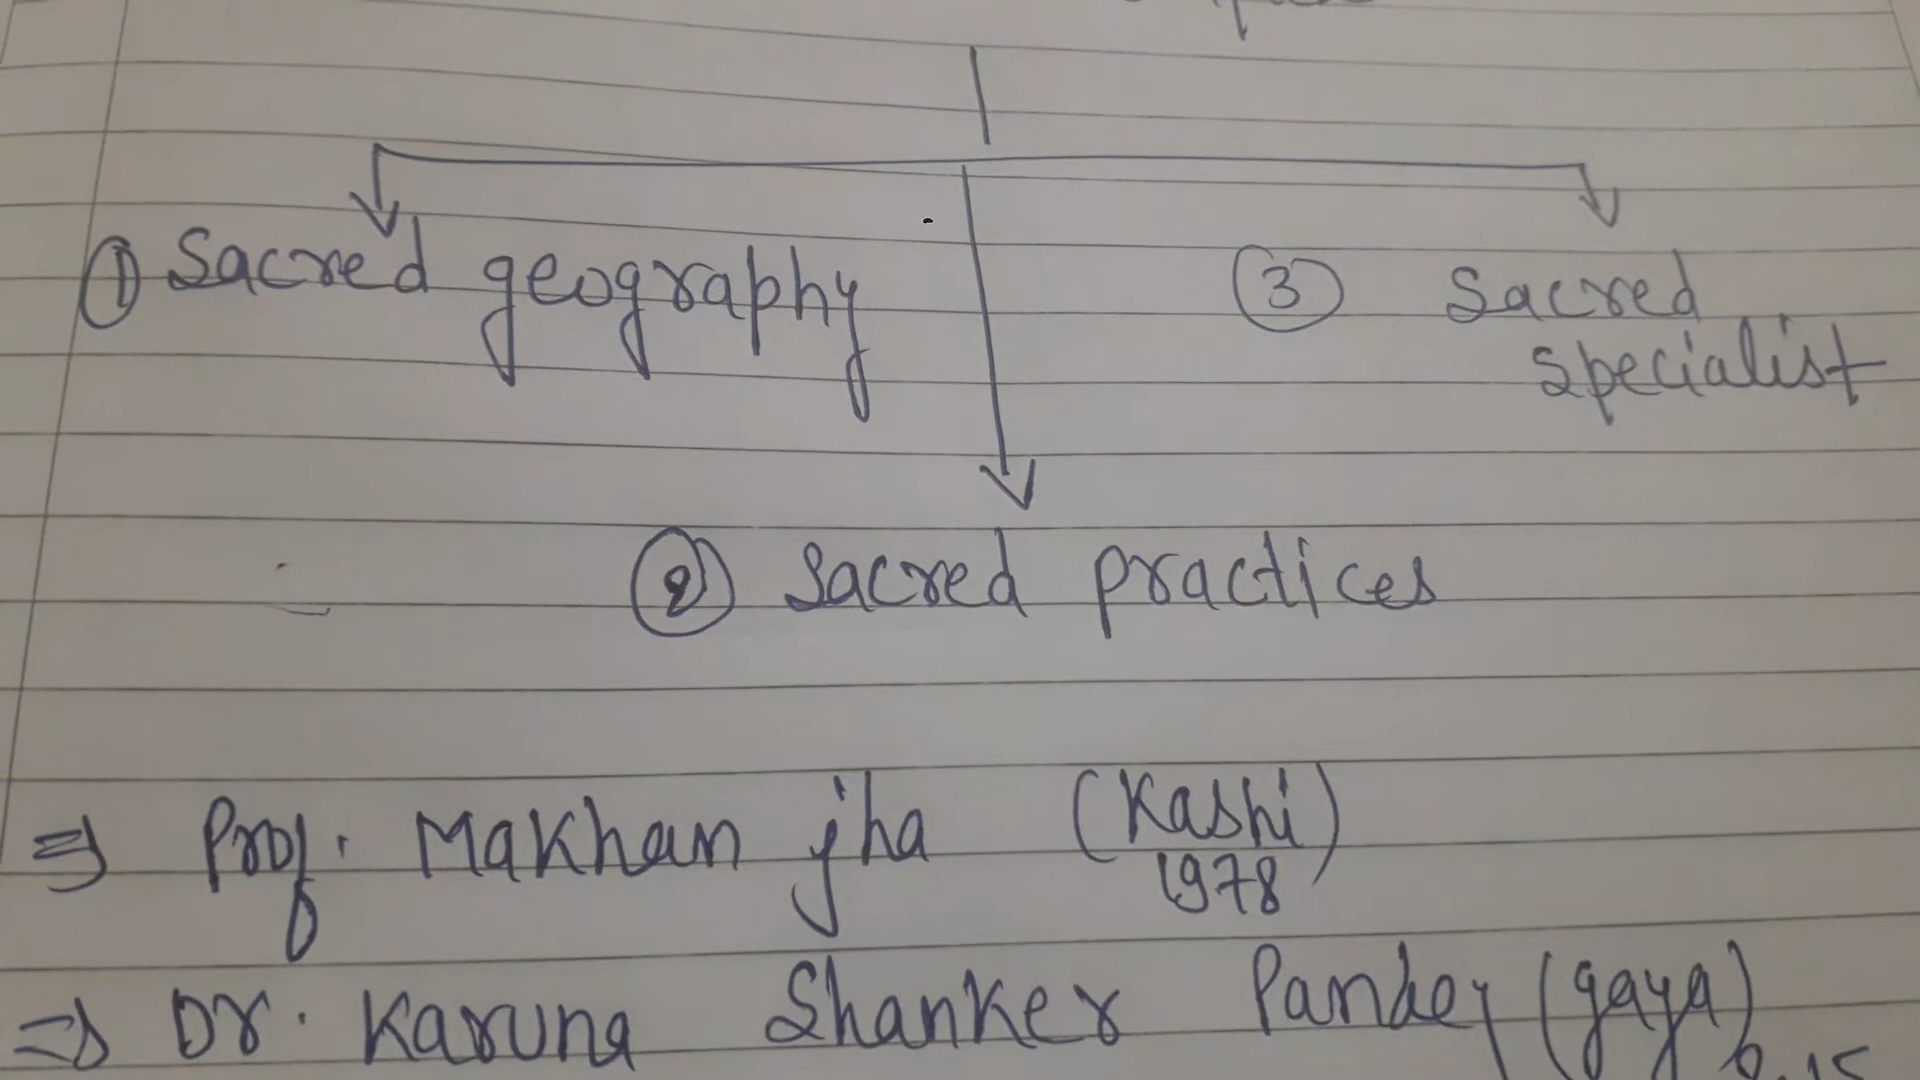 ① Sacred geography
③ Sacred
specialist
② Sacred practices
⇒ Prof. Makhan jha (Kashi)
1978
⇒ Dr. Karuna Shanker Pandey (gaya)